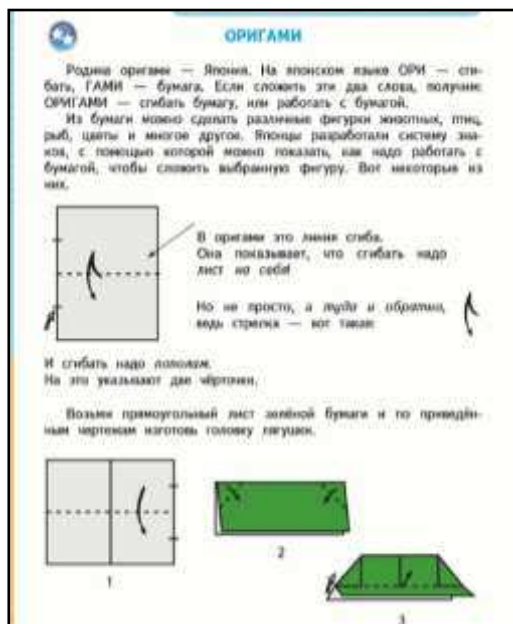 ОРИГАМИ
Родина оригами — Япония. На японском языке ОРИ — сги-
бать, ГАМИ — бумага. Если сложить эти два слова, получим:
ОРИГАМИ — сгибать бумагу, или работать с бумагой.
Из бумаги можно сделать различные фигурки животных, птиц,
рыб, цветы и многое другое. Японцы разработали систему зна-
ков, с помощью которой можно показать, как надо работать с
бумагой, чтобы сложить выбранную фигуру. Вот некоторые из
них.
В оригами это линия сгиба.
Она показывает, что сгибать надо
лист на себя!
Но не просто, а туда и обратно,
ведь стрелка — вот такая:
И сгибать надо пополам.
На это указывают две чёрточки.
Возьми прямоугольный лист зелёной бумаги и по приведён-
ным чертежам изготовь головку лягушки.
1
2
3